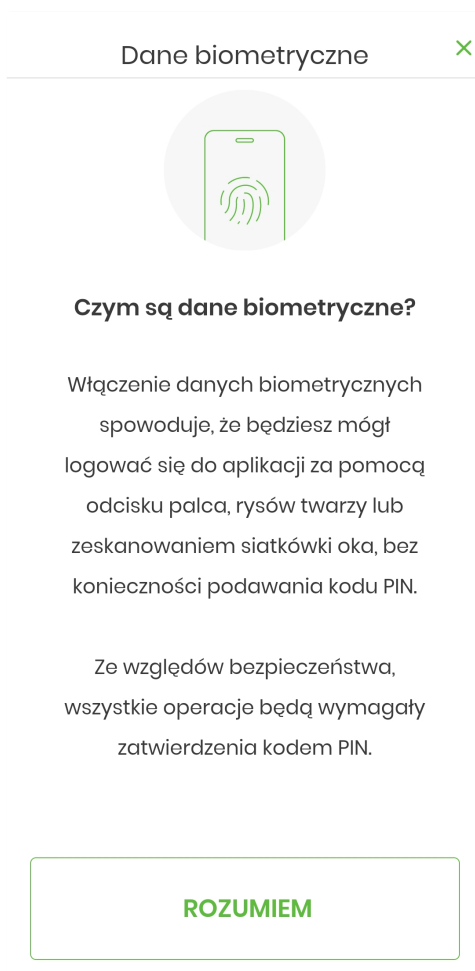 Dane biometryczne
Czym są dane biometryczne?
Włączenie danych biometrycznych
spowoduje, że będziesz mógł
logować się do aplikacji za pomocą
odcisku palca, rysów twarzy lub
zeskanowaniem siatkówki oka, bez
konieczności podawania kodu PIN.
Ze względów bezpieczeństwa,
wszystkie operacje będą wymagały
zatwierdzenia kodem PIN.
ROZUMIEM